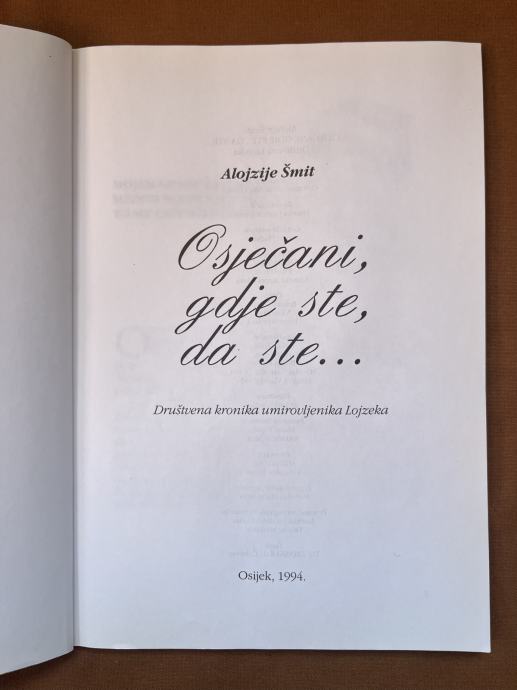 Alojzije Šmit
Osječani,
gdje ste,
da ste...
Društvena kronika umirovljenika Lojzeka
Osijek, 1994.